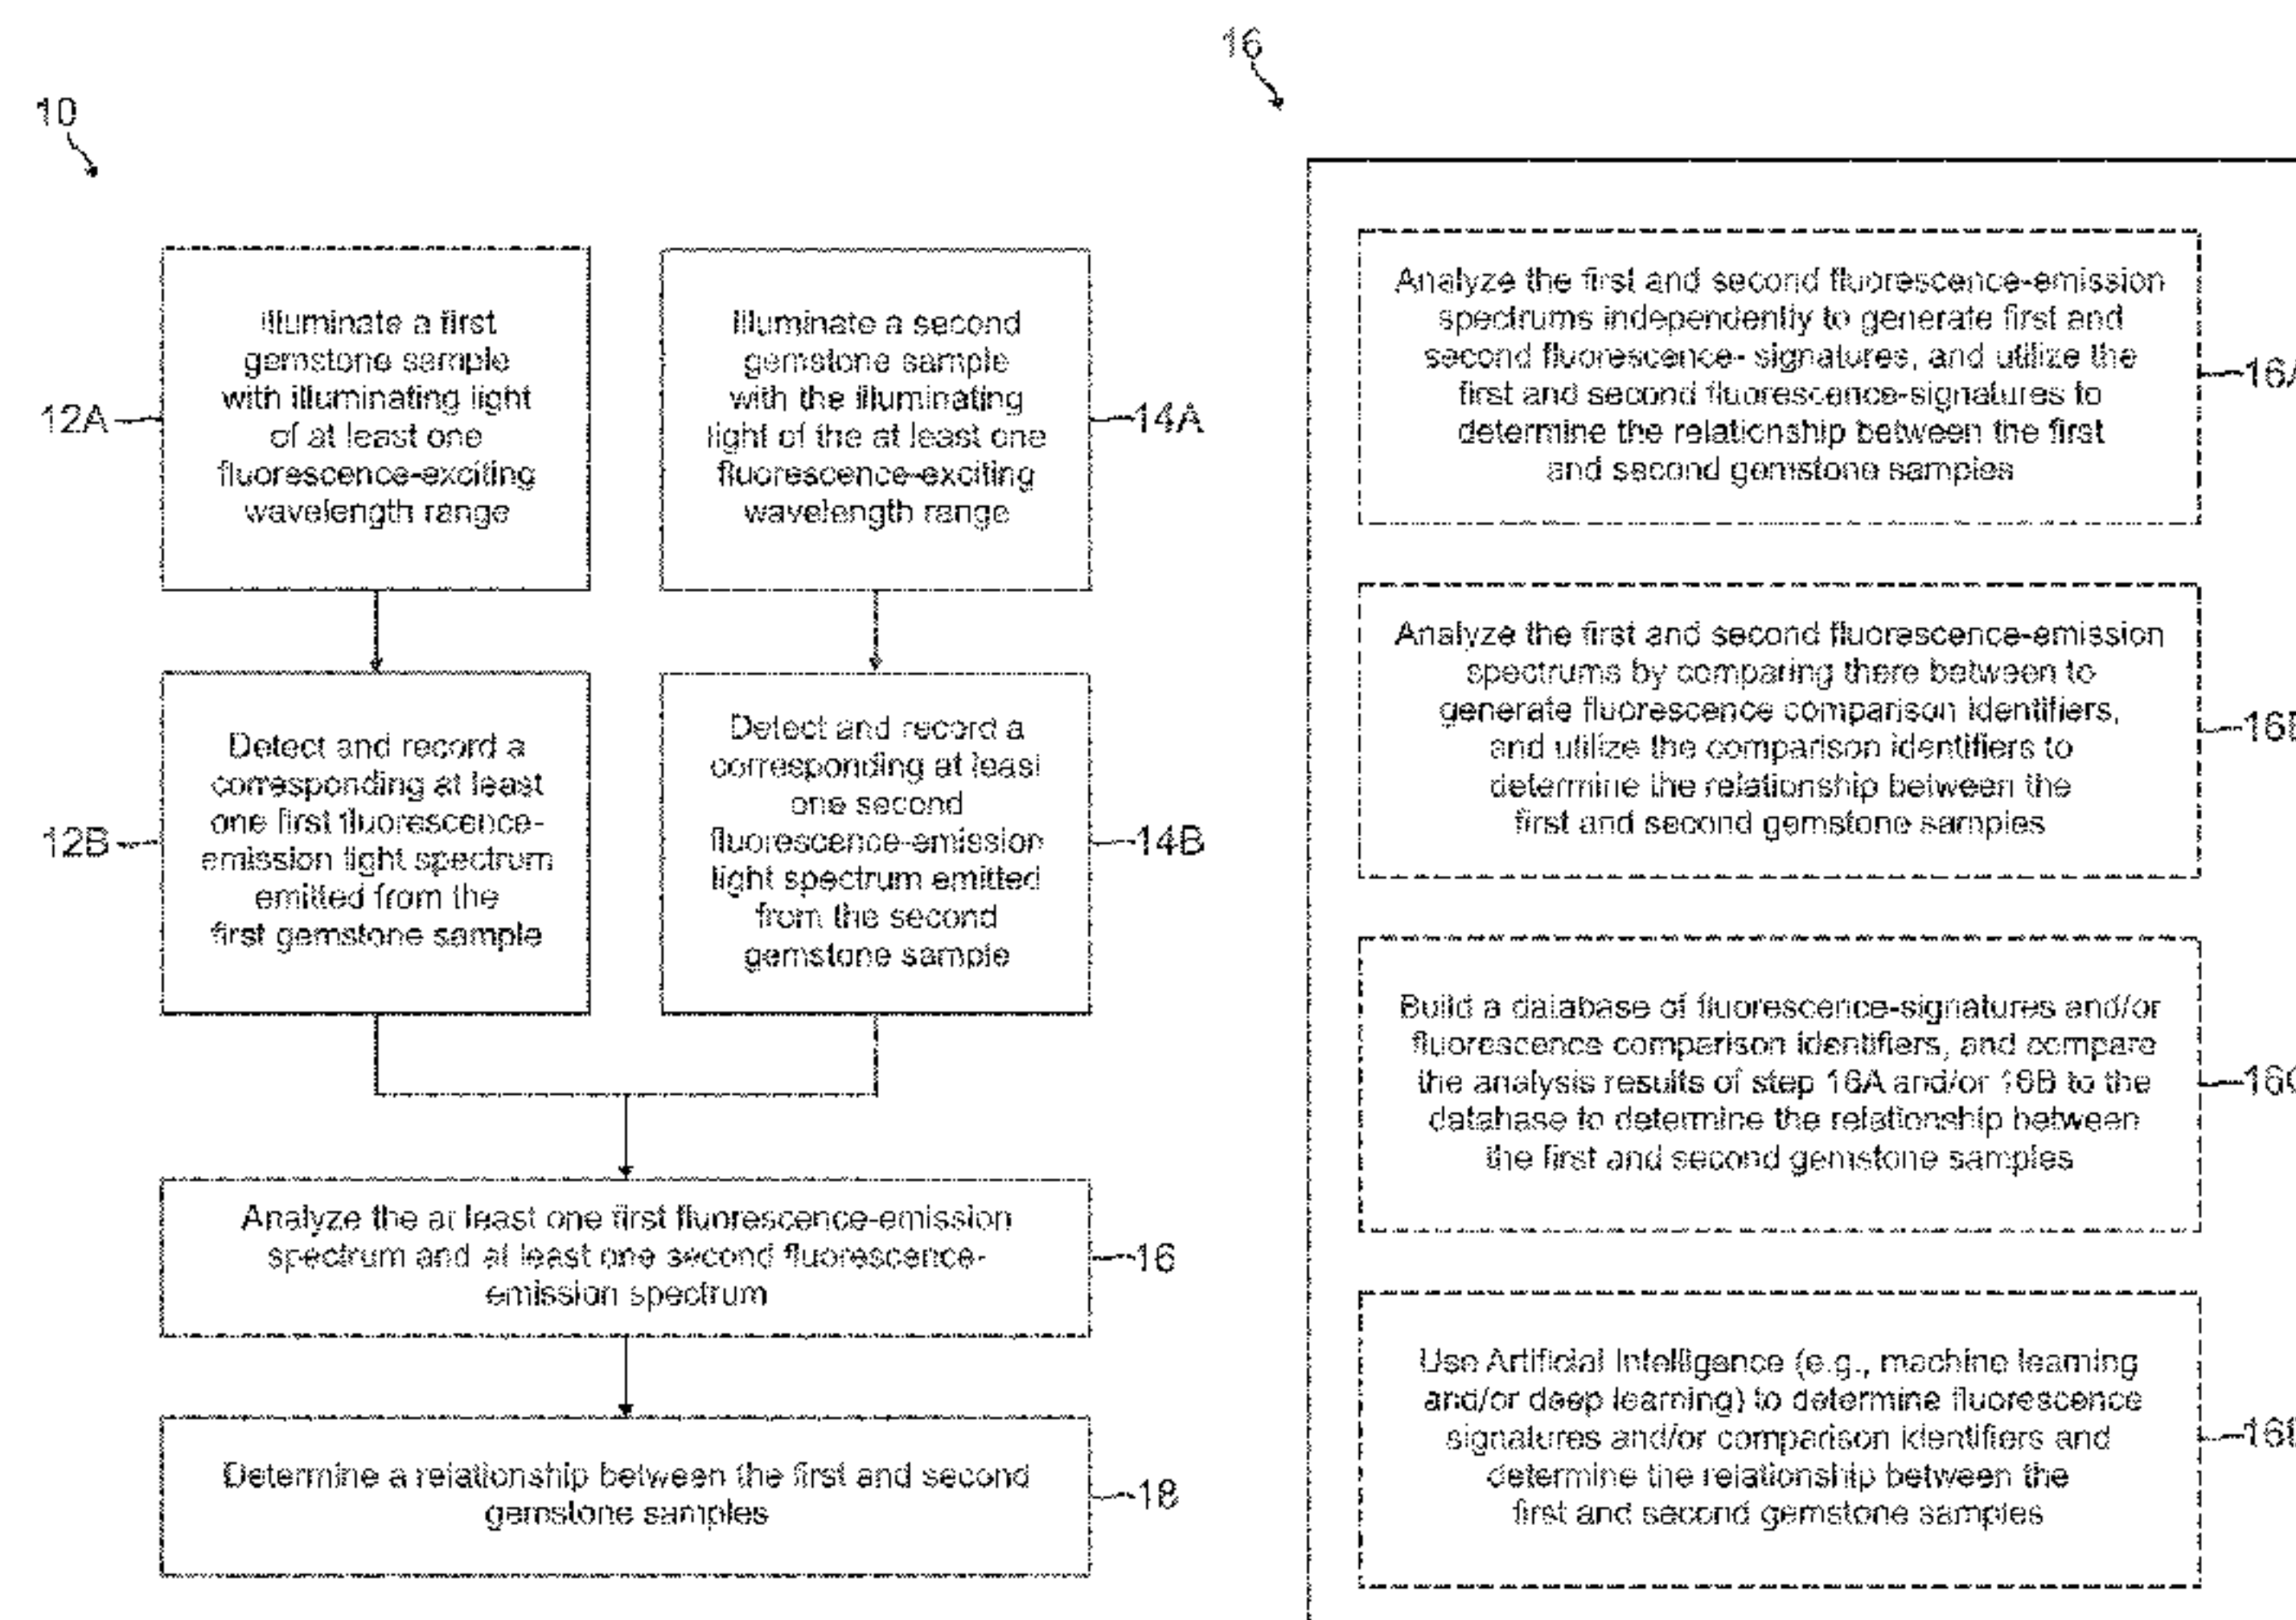 10
12A
Illuminate a first
gemstone sample
with illuminating light
of at least one
fluorescence-exciting
wavelength range
Illuminate a second
gemstone sample
with the illuminating
light of the at least one
fluorescence-exciting
wavelength range
14A
12B
Detect and record a
corresponding at least
one first fluorescence-
emission light spectrum
emitted from the
first gemstone sample
Detect and record a
corresponding at least
one second
fluorescence-emission
light spectrum emitted
from the second
gemstone sample
14B
Analyze the at least one first fluorescence-emission
spectrum and at least one second fluorescence-
emission spectrum
16
Determine a relationship between the first and second
gemstone samples
18
16
Analyze the first and second fluorescence-emission
spectrums independently to generate first and
second fluorescence- signatures, and utilize the
first and second fluorescence-signatures to
determine the relationship between the first
and second gemstone samples
16A
Analyze the first and second fluorescence-emission
spectrums by comparing there between to
generate fluorescence comparison identifiers,
and utilize the comparison identifiers to
determine the relationship between the
first and second gemstone samples
16B
Build a database of fluorescence-signatures and/or
fluorescence comparison identifiers, and compare
the analysis results of step 16A and/or 16B to the
database to determine the relationship between
the first and second gemstone samples
16C
Use Artificial Intelligence (e.g., machine learning
and/or deep learning) to determine fluorescence
signatures and/or comparison identifiers and
determine the relationship between the
first and second gemstone samples